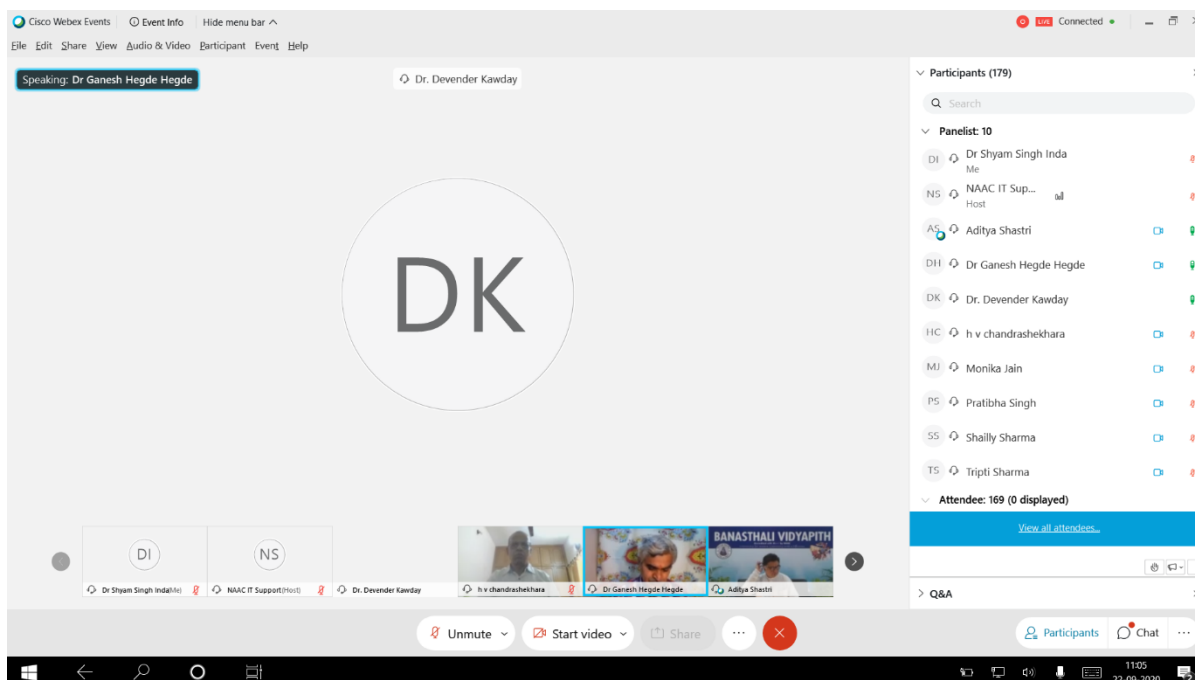 Cisco Webex Events
Event Info
Hide menu bar
LIVE
Connected
File Edit Share View Audio & Video Participant Event Help
Speaking: Dr Ganesh Hegde Hegde
Dr. Devender Kawday
DK
BANASTHALI VIDYAPITH
DI
NS
Dr Shyam Singh Inda(Me)
NAAC IT Support(Host)
Dr. Devender Kawday
h v chandrashekhara
Dr Ganesh Hegde Hegde
Aditya Shastri
Unmute
Start video
Share
Participants (179)
Search
Panelist: 10
DI Dr Shyam Singh Inda
Me
NS NAAC IT Sup...
Host
AS Aditya Shastri
DH Dr Ganesh Hegde Hegde
DK Dr. Devender Kawday
HC h v chandrashekhara
MJ Monika Jain
PS Pratibha Singh
SS Shailly Sharma
TS Tripti Sharma
Attendee: 169 (0 displayed)
View all attendees...
Q&A
Participants
Chat
11:05
22-09-2020